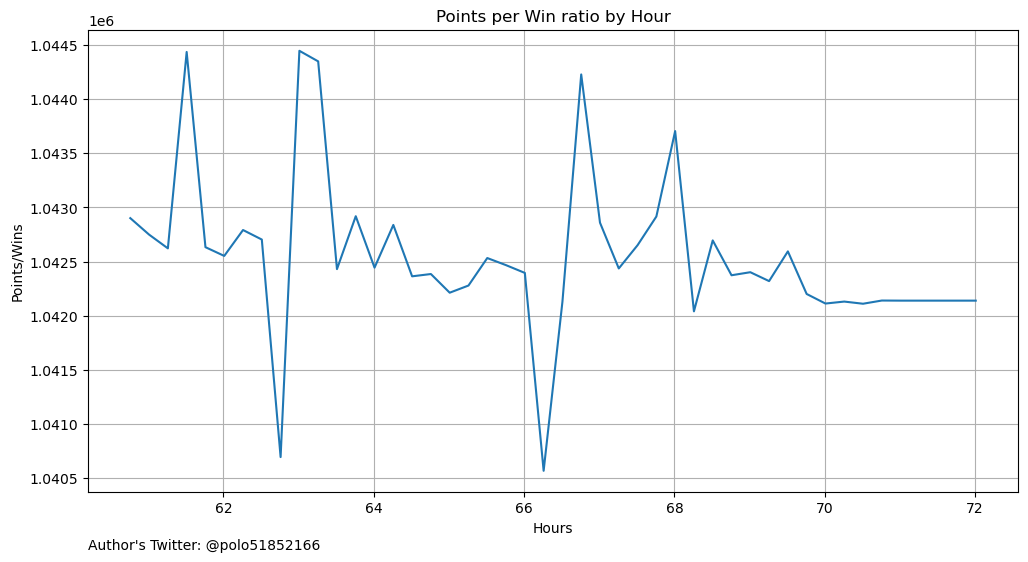 Points per Win ratio by Hour
1e6
1.0445
1.0440
1.0435
1.0430
1.0425
1.0420
1.0415
1.0410
1.0405
Points/Wins
62 64 66 68 70 72
Hours
Author's Twitter: @polo51852166